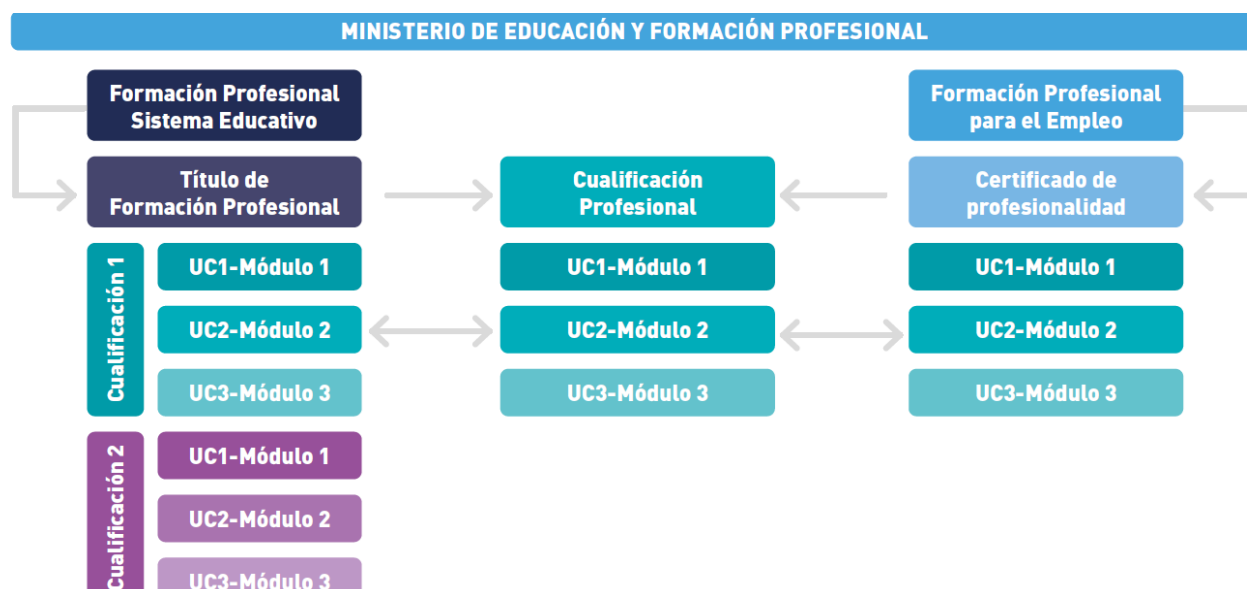 MINISTERIO DE EDUCACIÓN Y FORMACIÓN PROFESIONAL
Formación Profesional
Sistema Educativo
Formación Profesional
para el Empleo
Título de
Formación Profesional
Cualificación
Profesional
Certificado de
profesionalidad
Cualificación 1
UC1-Módulo 1
UC1-Módulo 1
UC1-Módulo 1
UC2-Módulo 2
UC2-Módulo 2
UC2-Módulo 2
UC3-Módulo 3
UC3-Módulo 3
UC3-Módulo 3
Cualificación 2
UC1-Módulo 1
UC2-Módulo 2
UC3-Módulo 3